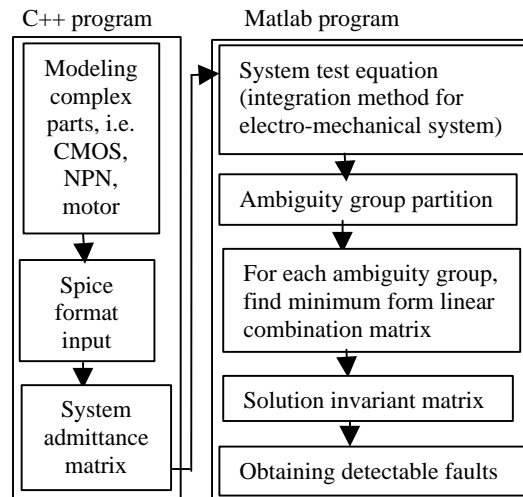 C++ program
Modeling
complex
parts, i.e.
CMOS,
NPN,
motor
Spice
format
input
System
admittance
matrix
Matlab program
System test equation
(integration method for
electro-mechanical system)
Ambiguity group partition
For each ambiguity group,
find minimum form linear
combination matrix
Solution invariant matrix
Obtaining detectable faults